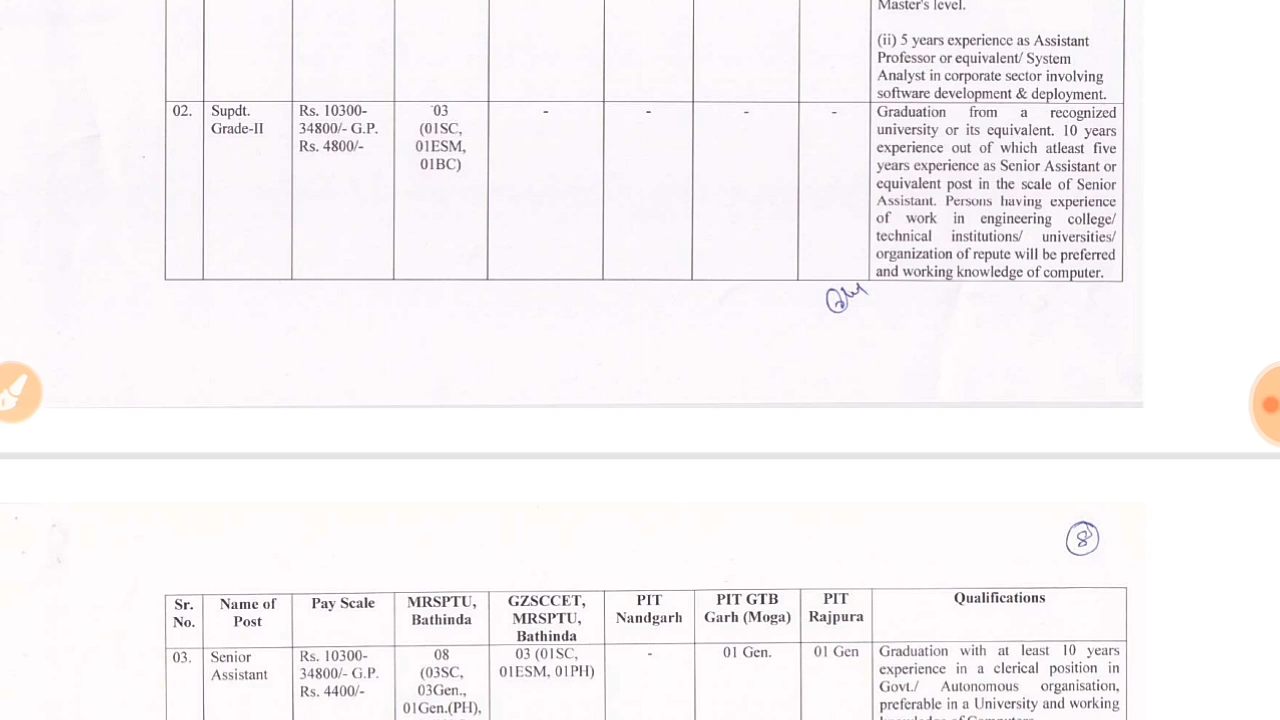 Master's level.
(ii) 5 years experience as Assistant
Professor or equivalent/ System
Analyst in corporate sector involving
software development & deployment.
02.
Supdt.
Grade-II
Rs. 10300-
34800/- G.P.
Rs. 4800/-
03
(01SC,
01ESM,
01BC)
-
-
-
-
Graduation from a recognized
university or its equivalent. 10 years
experience out of which atleast five
years experience as Senior Assistant or
equivalent post in the scale of Senior
Assistant. Persons having experience
of work in engineering college/
technical institutions/ universities/
organization of repute will be preferred
and working knowledge of computer.
8
Sr.
No.
Name of
Post
Pay Scale
MRSPTU,
Bathinda
GZSCCET,
MRSPTU,
Bathinda
PIT
Nandgarh
PIT GTB
Garh (Moga)
PIT
Rajpura
Qualifications
03.
Senior
Assistant
Rs. 10300-
34800/- G.P.
Rs. 4400/-
08
(03SC,
03Gen.,
01Gen.(PH),
03 (01SC,
01ESM, 01PH)
-
01 Gen.
01 Gen
Graduation with at least 10 years
experience in a clerical position in
Govt./ Autonomous organisation,
preferable in a University and working